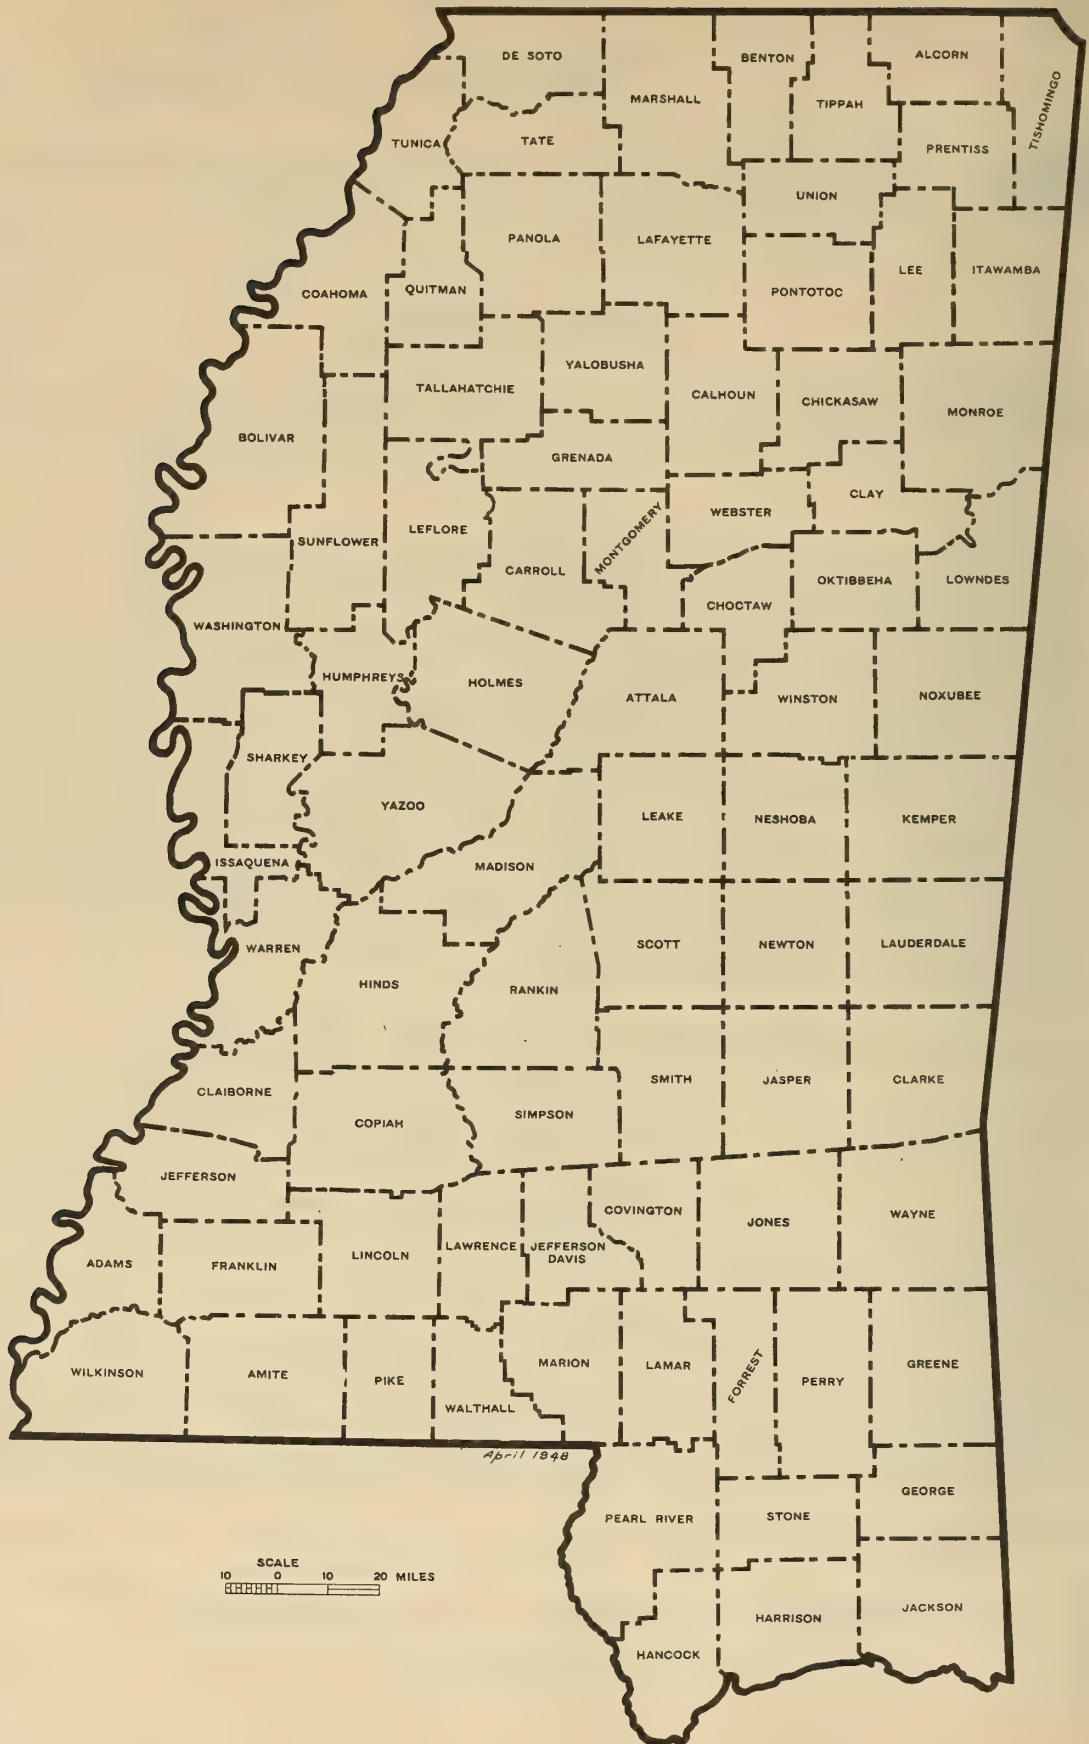 DE SOTO
BENTON
ALCORN
MARSHALL
TIPPAH
TISHOMINGO
TUNICA
TATE
PRENTISS
UNION
PANOLA
LAFAYETTE
LEE
ITAWAMBA
COAHOMA
QUITMAN
PONTOTOC
YALOBUSHA
TALLAHATCHIE
CALHOUN
CHICKASAW
MONROE
BOLIVAR
GRENADA
CLAY
WEBSTER
LEFLORE
SUNFLOWER
MONTGOMERY
CARROLL
OKTIBBEHA
LOWNDES
CHOCTAW
WASHINGTON
HUMPHREYS
HOLMES
ATTALA
WINSTON
NOXUBEE
SHARKEY
YAZOO
LEAKE
NESHOBA
KEMPER
ISSAQUENA
MADISON
WARREN
SCOTT
NEWTON
LAUDERDALE
HINDS
RANKIN
SMITH
JASPER
CLARKE
CLAIBORNE
COPIAH
SIMPSON
JEFFERSON
COVINGTON
JONES
WAYNE
LAWRENCE
JEFFERSON
DAVIS
LINCOLN
ADAMS
FRANKLIN
WILKINSON
AMITE
PIKE
WALTHALL
MARION
LAMAR
FORREST
PERRY
GREENE
April 1948
GEORGE
PEARL RIVER
STONE
SCALE
10 0 10 20 MILES
HARRISON
JACKSON
HANCOCK